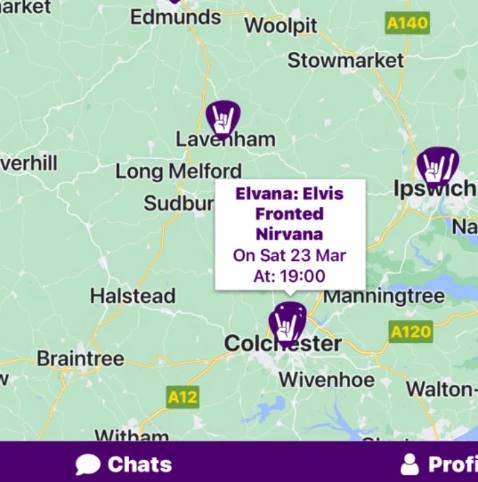 Edmunds
Woolpit
A140
Stowmarket
Lavenham
verhill
Long Melford
Ipswich
Sudbur
Na
Elvana: Elvis
Fronted
Nirvana
On Sat 23 Mar
At: 19:00
Halstead
Manningtree
Colchester
A120
Braintree
Wivenhoe
A12
Walton-
Witham
Chats
Profi